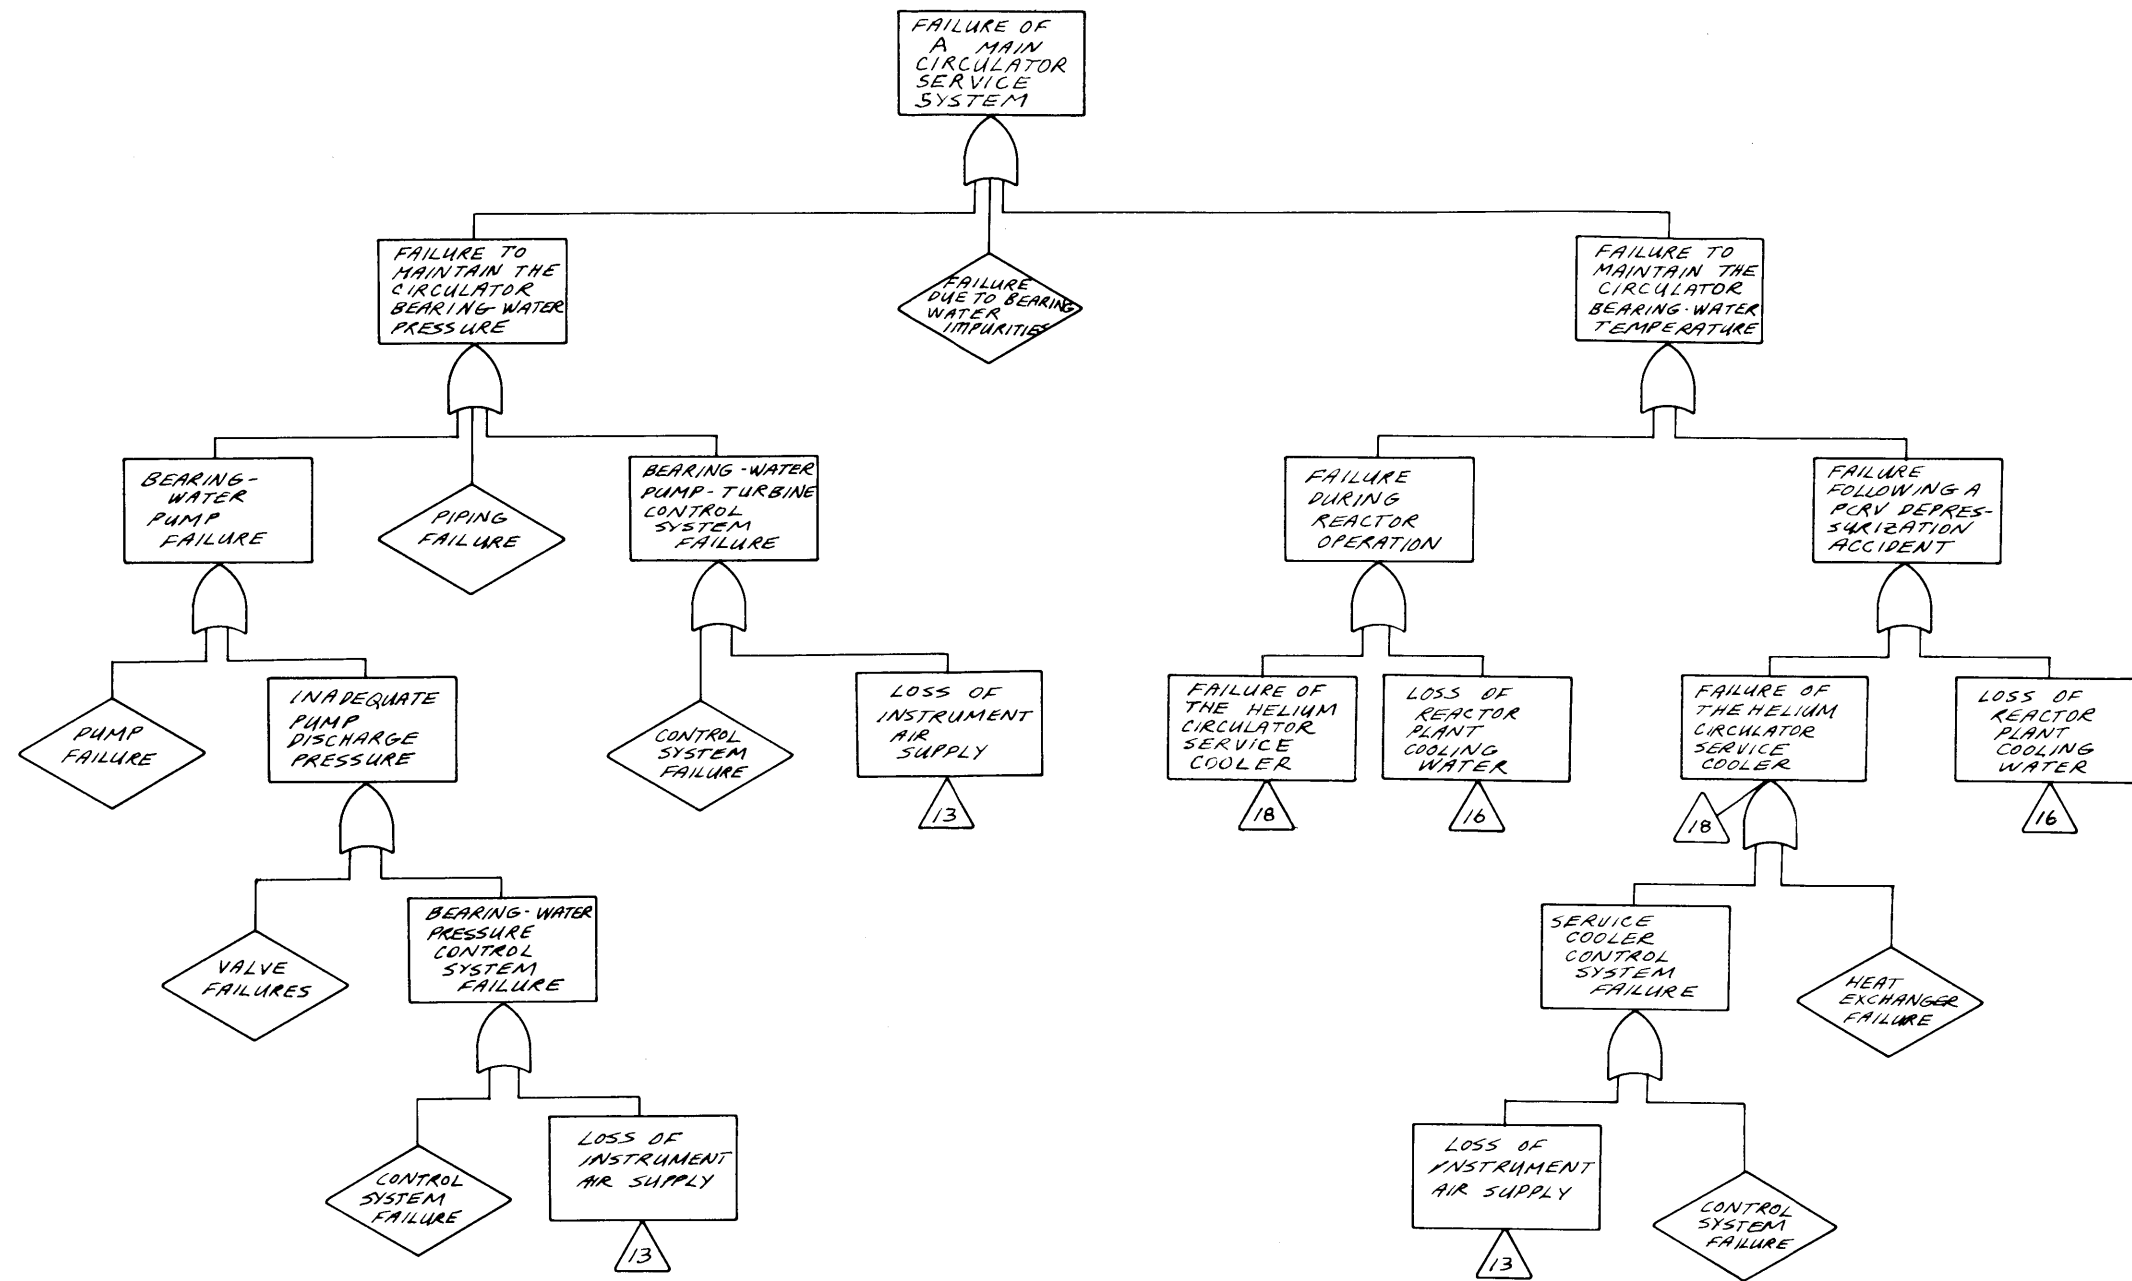 FAILURE OF
A MAIN
CIRCULATOR
SERVICE
SYSTEM
FAILURE TO
MAINTAIN THE
CIRCULATOR
BEARING-WATER
PRESSURE
FAILURE
DUE TO BEARING
WATER
IMPURITIES
FAILURE TO
MAINTAIN THE
CIRCULATOR
BEARING-WATER
TEMPERATURE
BEARING-
WATER
PUMP
FAILURE
PIPING
FAILURE
BEARING-WATER
PUMP-TURBINE
CONTROL
SYSTEM
FAILURE
FAILURE
DURING
REACTOR
OPERATION
FAILURE
FOLLOWING A
PCRV DEPRES-
SURIZATION
ACCIDENT
PUMP
FAILURE
INADEQUATE
PUMP
DISCHARGE
PRESSURE
CONTROL
SYSTEM
FAILURE
LOSS OF
INSTRUMENT
AIR
SUPPLY
13
FAILURE OF
THE HELIUM
CIRCULATOR
SERVICE
COOLER
18
LOSS OF
REACTOR
PLANT
COOLING
WATER
16
FAILURE OF
THE HELIUM
CIRCULATOR
SERVICE
COOLER
18
LOSS OF
REACTOR
PLANT
COOLING
WATER
16
VALVE
FAILURES
BEARING-WATER
PRESSURE
CONTROL
SYSTEM
FAILURE
SERVICE
COOLER
CONTROL
SYSTEM
FAILURE
HEAT
EXCHANGER
FAILURE
CONTROL
SYSTEM
FAILURE
LOSS OF
INSTRUMENT
AIR SUPPLY
13
LOSS OF
INSTRUMENT
AIR SUPPLY
13
CONTROL
SYSTEM
FAILURE